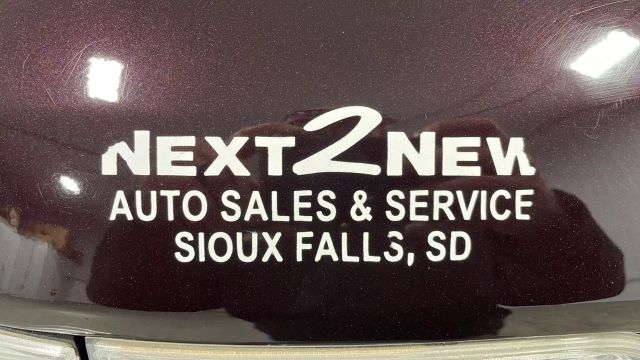 NEXT2NEW
AUTO SALES & SERVICE
SIOUX FALLS, SD